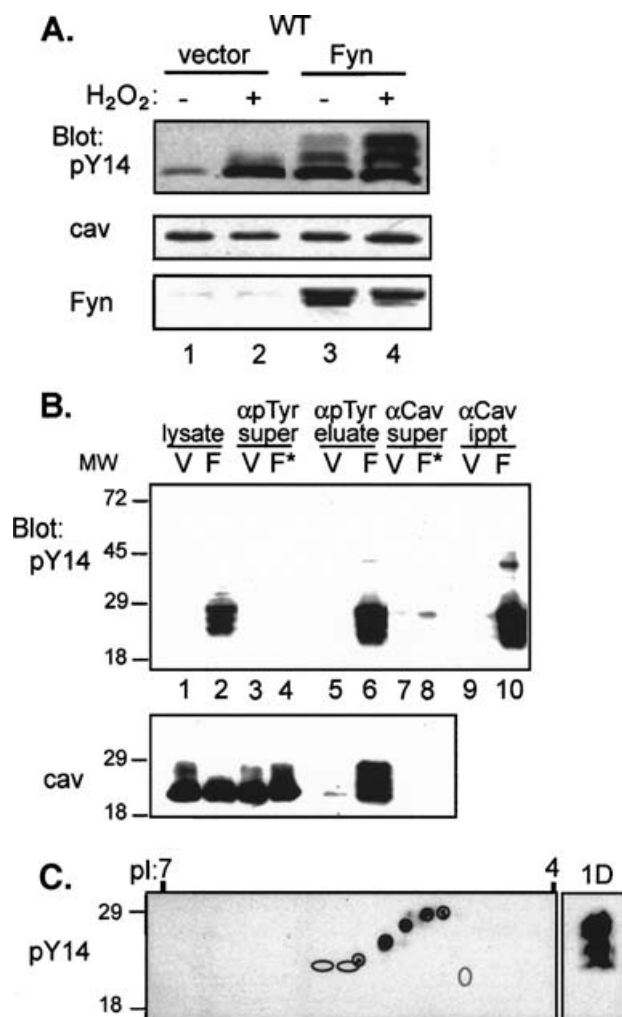 A.
WT
vector Fyn
H₂O₂: - + - +
Blot:
pY14
cav
Fyn
1 2 3 4
B.
αpTyr αpTyr αCav αCav
lysate super eluate super ippt
MW V F V F* V F V F* V F
72
Blot:
pY14
45
29
18
1 2 3 4 5 6 7 8 9 10
29
cav
18
C.
pI:7 4 1D
29
pY14
18